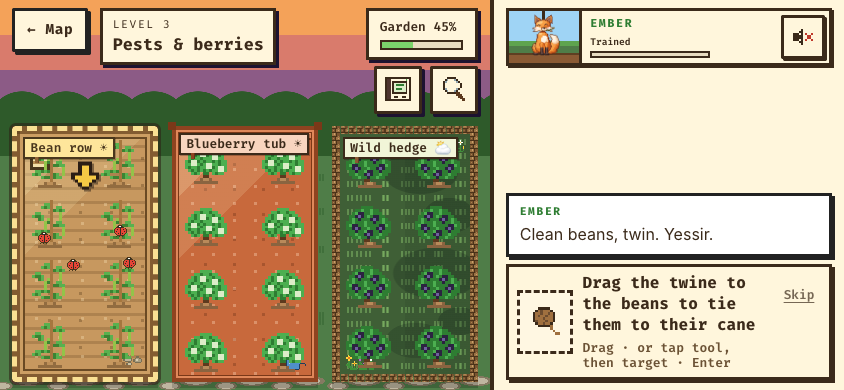 ← Map
LEVEL 3
Pests & berries
Garden 45%
Bean row ☀
Blueberry tub ☀
Wild hedge ⛅
EMBER
Trained
EMBER
Clean beans, twin. Yessir.
Drag the twine to
the beans to tie
them to their cane
Skip
Drag · or tap tool,
then target · Enter